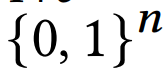 {0, 1}ⁿ